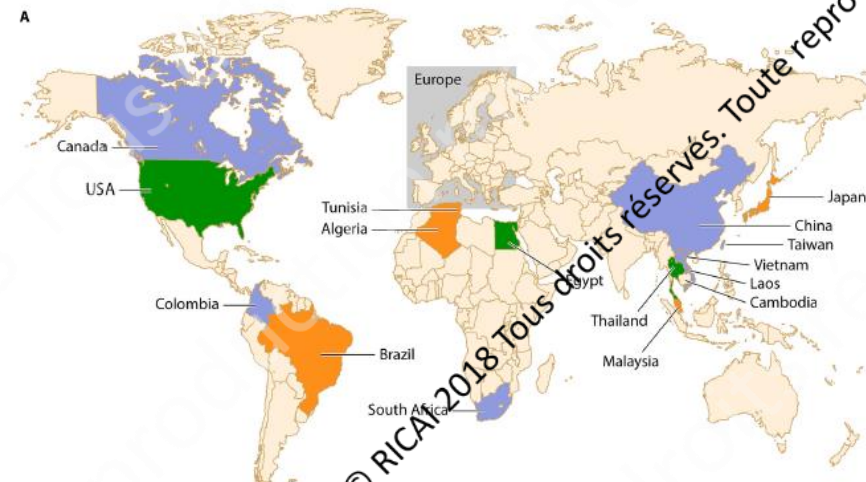 A
Europe
Canada
USA
Tunisia
Algeria
Japan
China
Taiwan
Egypt
Vietnam
Laos
Cambodia
Colombia
Thailand
Malaysia
Brazil
South Africa
© RICAI 2018 Tous droits réservés. Toute repro